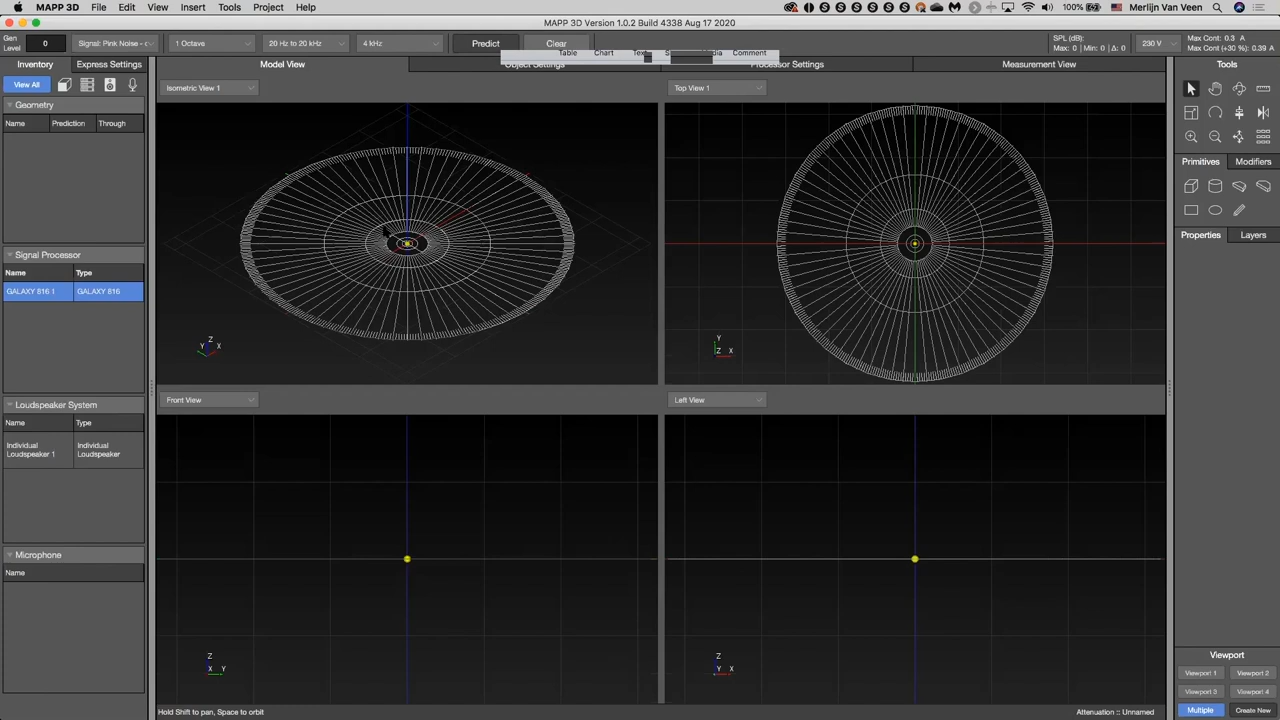 MAPP 3D File Edit View Insert Tools Project Help 100% Merlijn Van Veen
MAPP 3D Version 1.0.2 Build 4338 Aug 17 2020
Gen Level 0 Signal: Pink Noise - 1 Octave 20 Hz to 20 kHz 4 kHz Predict Clear SPL (dB): Max: 0 | Min: 0 | Δ: 0 230 V Max Cont: 0.3 A Max Cont (+30 %): 0.39 A
Table Chart Text Comment
Inventory Express Settings Model View Object Settings Processor Settings Measurement View Tools
View All
Isometric View 1 Top View 1
Geometry
Name Prediction Through
Primitives Modifiers
Properties Layers
Signal Processor
Name Type
GALAXY 816 1 GALAXY 816
Z
Y X
Y
Z X
Front View Left View
Loudspeaker System
Name Type
Individual Loudspeaker 1 Individual Loudspeaker
Microphone
Name
Z
X Y
Z
Y X
Viewport
Viewport 1 Viewport 2
Viewport 3 Viewport 4
Multiple Create New
Hold Shift to pan, Space to orbit Attenuation :: Unnamed